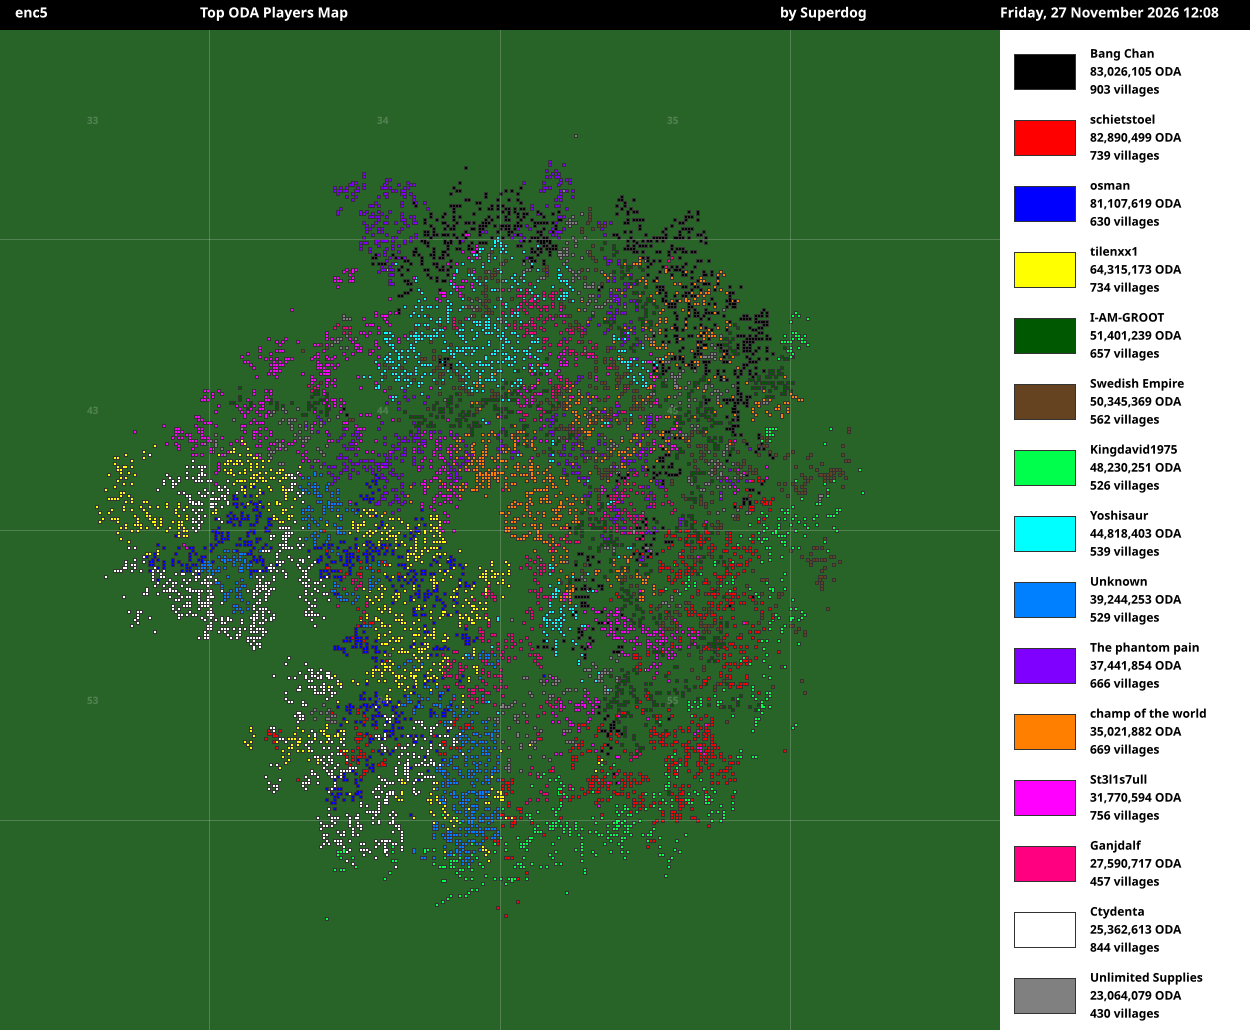 enc5
Top ODA Players Map
by Superdog
Friday, 27 November 2026 12:08
33
34
35
43
44
45
53
55
Bang Chan
83,026,105 ODA
903 villages
schietstoel
82,890,499 ODA
739 villages
osman
81,107,619 ODA
630 villages
tilenxx1
64,315,173 ODA
734 villages
I-AM-GROOT
51,401,239 ODA
657 villages
Swedish Empire
50,345,369 ODA
562 villages
Kingdavid1975
48,230,251 ODA
526 villages
Yoshisaur
44,818,403 ODA
539 villages
Unknown
39,244,253 ODA
529 villages
The phantom pain
37,441,854 ODA
666 villages
champ of the world
35,021,882 ODA
669 villages
St3l1s7ull
31,770,594 ODA
756 villages
Ganjdalf
27,590,717 ODA
457 villages
Ctydenta
25,362,613 ODA
844 villages
Unlimited Supplies
23,064,079 ODA
430 villages